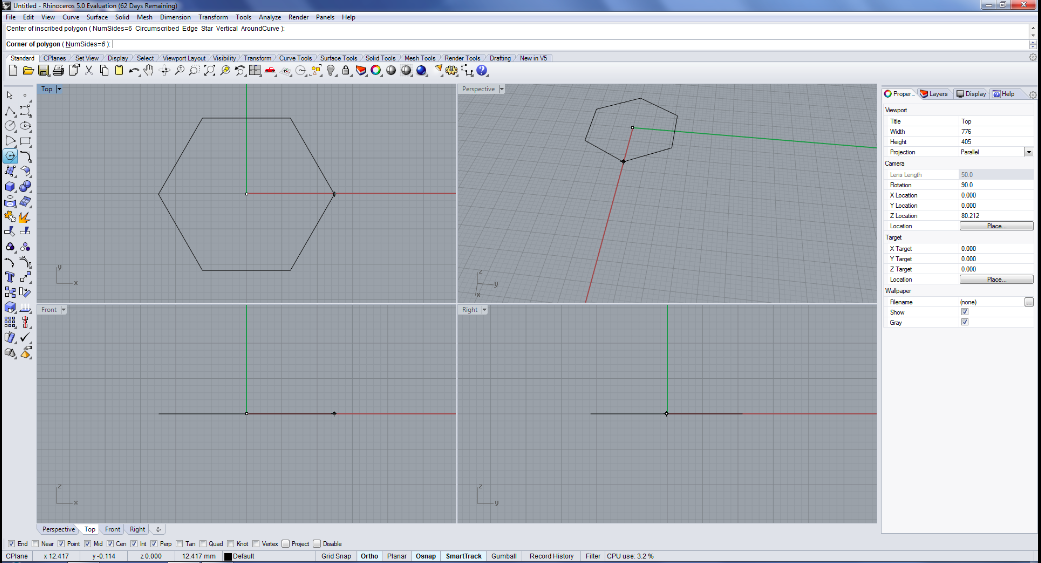 Untitled - Rhinoceros 5.0 Evaluation (62 Days Remaining)
File Edit View Curve Surface Solid Mesh Dimension Transform Tools Analyze Render Panels Help
Center of inscribed polygon ( NumSides=6 Circumscribed Edge Star Vertical AroundCurve ):
Corner of polygon ( NumSides=6 ):
Standard CPlanes Set View Display Select Viewport Layout Visibility Transform Curve Tools Surface Tools Solid Tools Mesh Tools Render Tools Drafting New in V5
Top
Perspective
Proper... Layers Display Help
Viewport
Title Top
Width 776
Height 405
Projection Parallel
Camera
Lens Length 50.0
Rotation 90.0
X Location 0.000
Y Location 0.000
Z Location 80.212
Location Place...
Target
X Target 0.000
Y Target 0.000
Z Target 0.000
Location Place...
Wallpaper
Filename (none) ...
Show
Gray
y
x
z
y
x
Front
Right
z
x
z
y
Perspective Top Front Right
End Near Point Mid Cen Int Perp Tan Quad Knot Vertex Project Disable
CPlane x 12.417 y -0.114 z 0.000 12.417 mm Default Grid Snap Ortho Planar Osnap SmartTrack Gumball Record History Filter CPU use: 3.2 %